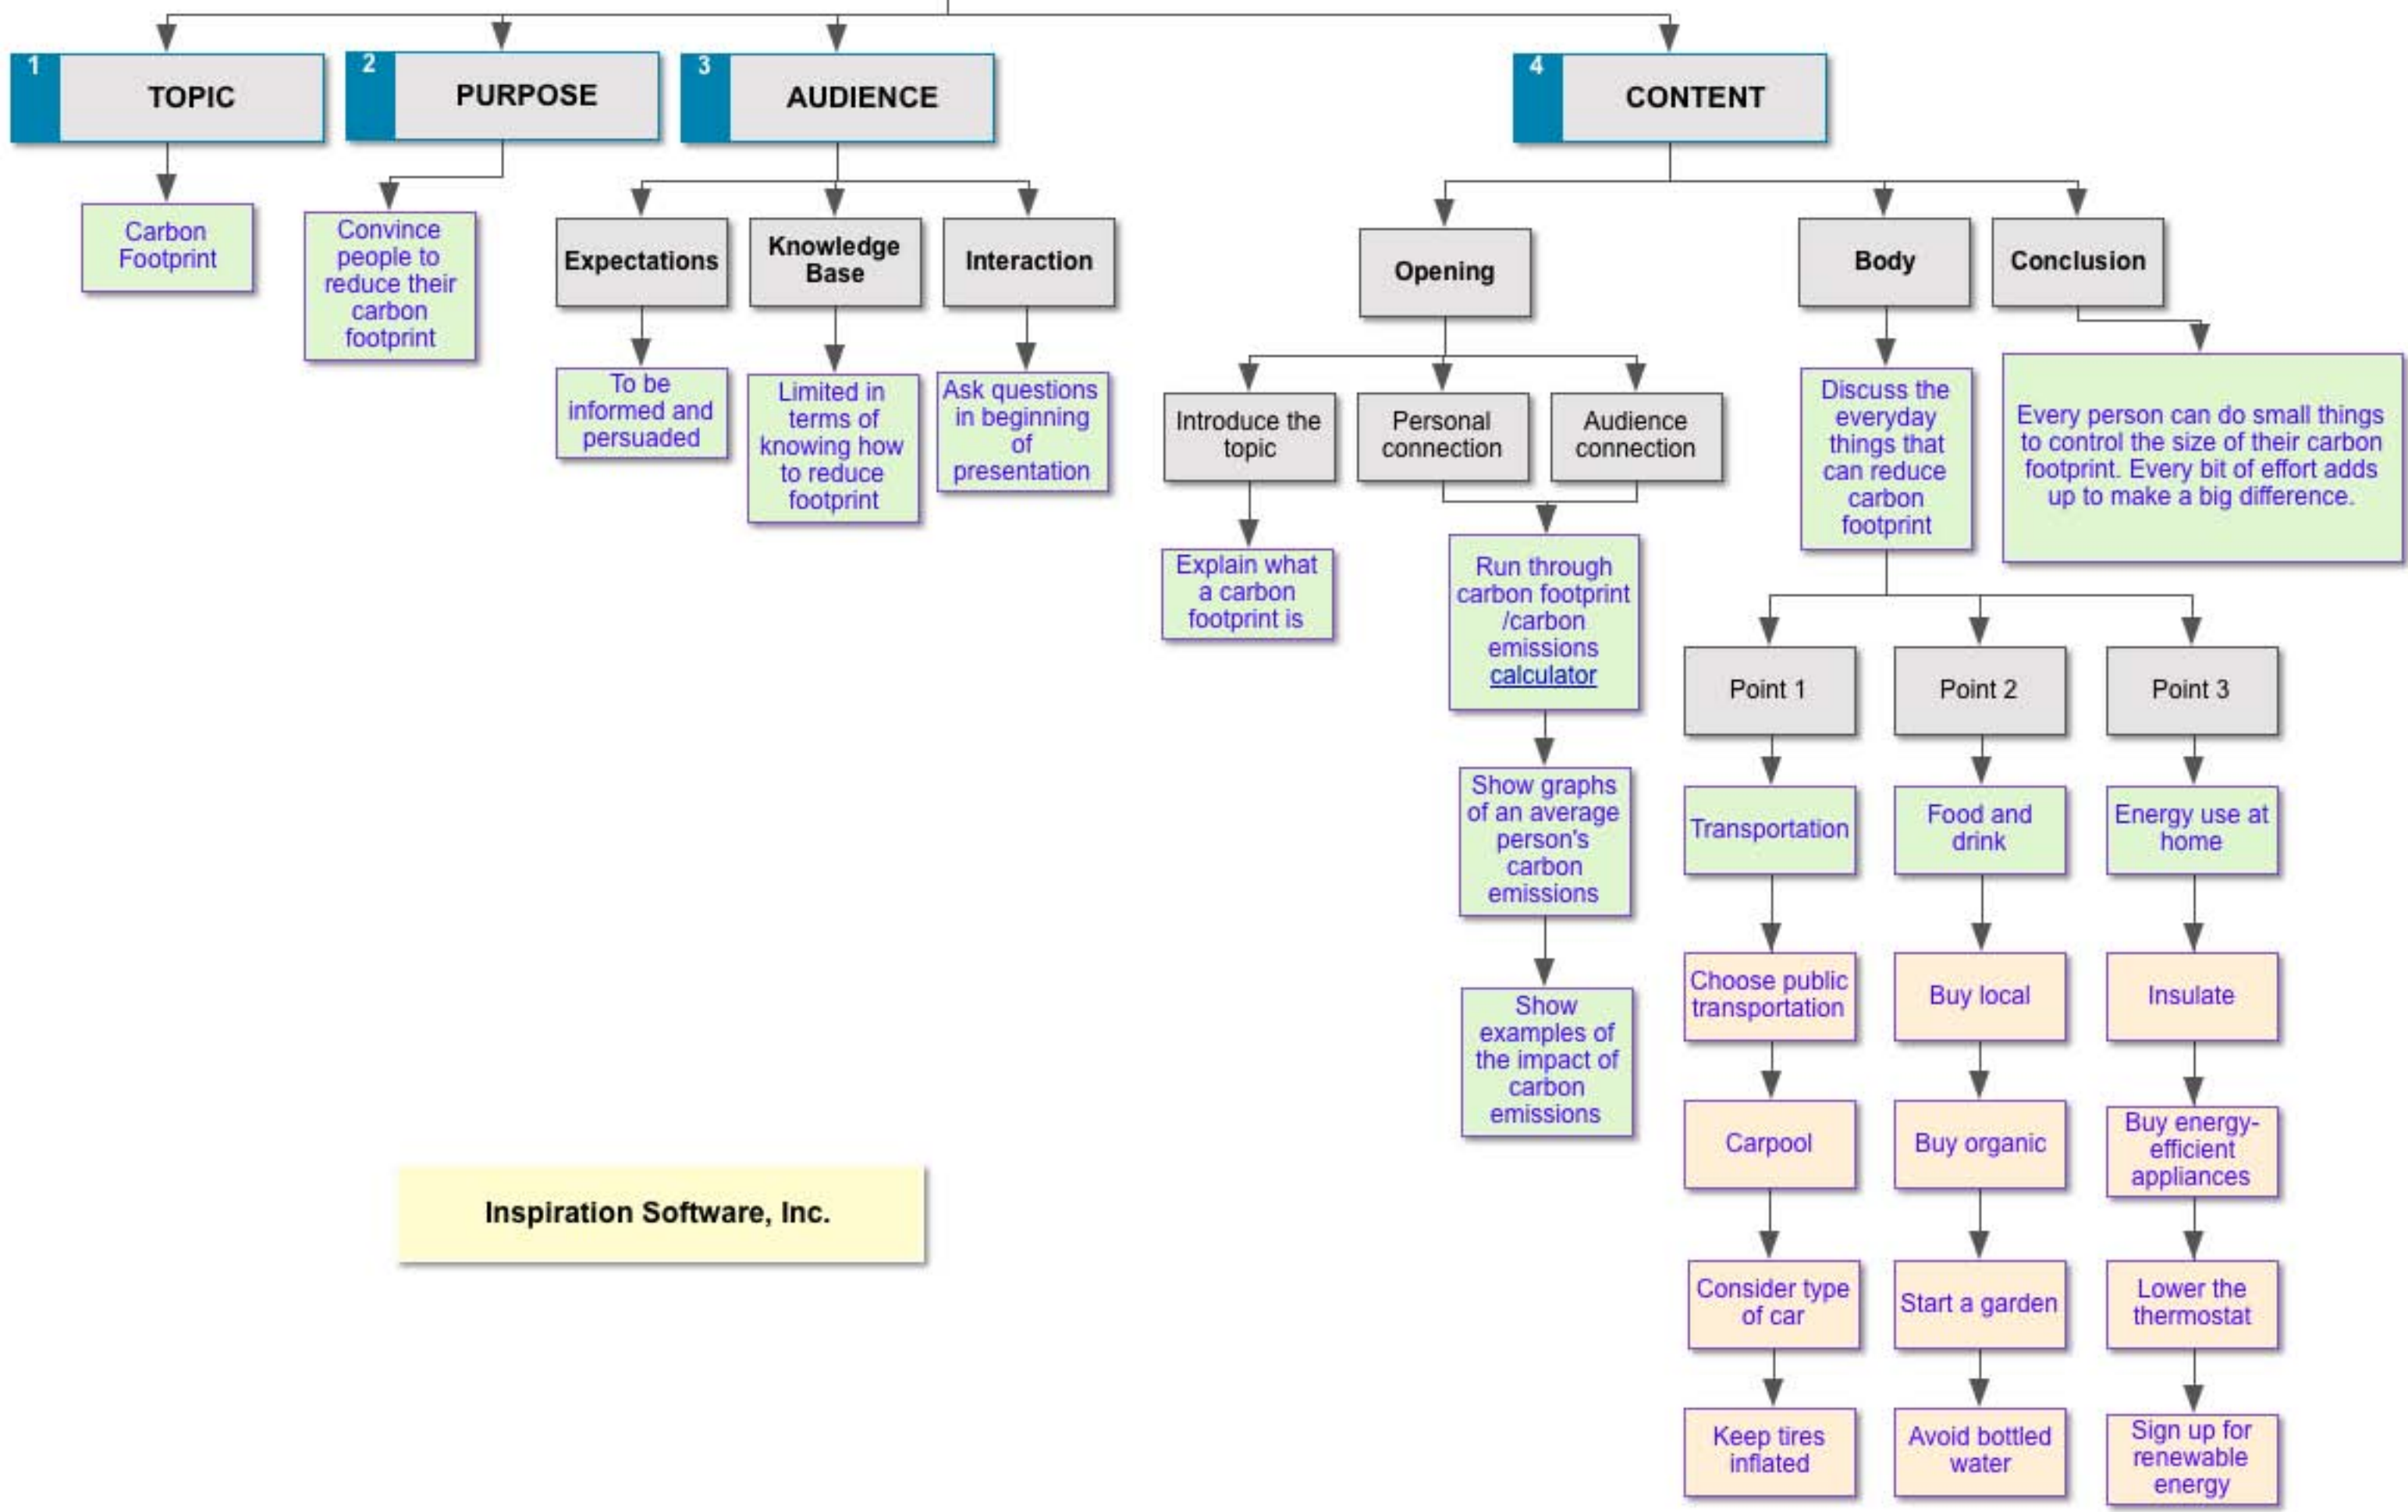 1
TOPIC
2
PURPOSE
3
AUDIENCE
4
CONTENT
Carbon
Footprint
Convince
people to
reduce their
carbon
footprint
Expectations
Knowledge
Base
Interaction
To be
informed and
persuaded
Limited in
terms of
knowing how
to reduce
footprint
Ask questions
in beginning
of
presentation
Opening
Body
Conclusion
Introduce the
topic
Personal
connection
Audience
connection
Explain what
a carbon
footprint is
Run through
carbon footprint
/carbon
emissions
calculator
Show graphs
of an average
person's
carbon
emissions
Show
examples of
the impact of
carbon
emissions
Discuss the
everyday
things that
can reduce
carbon
footprint
Every person can do small things
to control the size of their carbon
footprint. Every bit of effort adds
up to make a big difference.
Point 1
Transportation
Choose public
transportation
Carpool
Consider type
of car
Keep tires
inflated
Point 2
Food and
drink
Buy local
Buy organic
Start a garden
Avoid bottled
water
Point 3
Energy use at
home
Insulate
Buy energy-
efficient
appliances
Lower the
thermostat
Sign up for
renewable
energy
Inspiration Software, Inc.